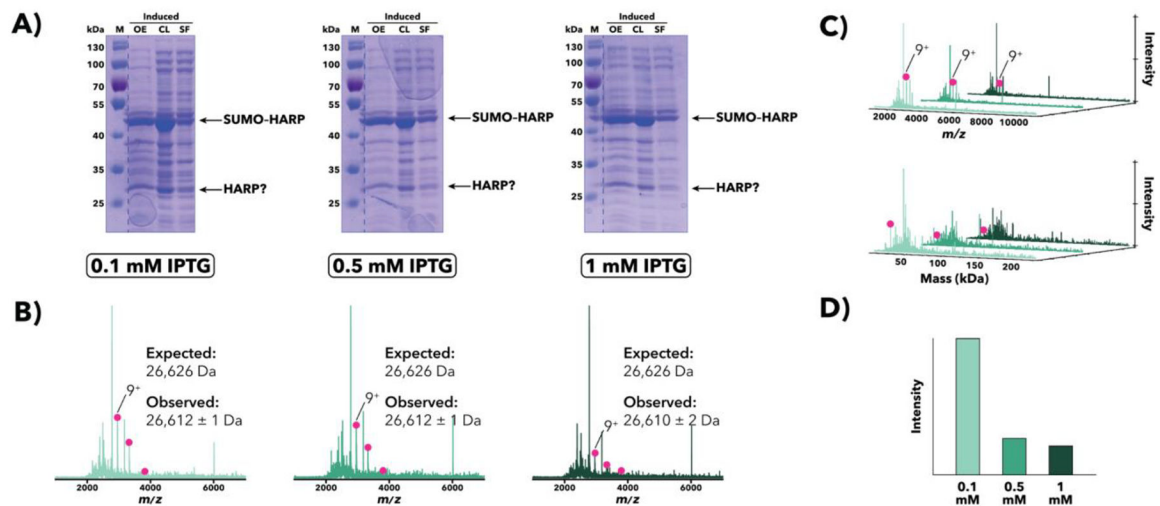 A)
Induced
kDa M OE CL SF
130
100
70
55
40
35
25
SUMO-HARP
HARP?
0.1 mM IPTG
Induced
kDa M OE CL SF
130
100
70
55
40
35
25
SUMO-HARP
HARP?
0.5 mM IPTG
Induced
kDa M OE CL SF
130
100
70
55
40
35
25
SUMO-HARP
HARP?
1 mM IPTG
B)
Expected:
26,626 Da
Observed:
26,612 ± 1 Da
9+
2000 4000 6000
m/z
Expected:
26,626 Da
Observed:
26,612 ± 1 Da
9+
2000 4000 6000
m/z
Expected:
26,626 Da
Observed:
26,610 ± 2 Da
9+
2000 4000 6000
m/z
C)
9+ 9+ 9+
Intensity
2000 4000 6000 8000 10000
m/z
Intensity
50 100 150 200
Mass (kDa)
D)
Intensity
0.1 0.5 1
mM mM mM